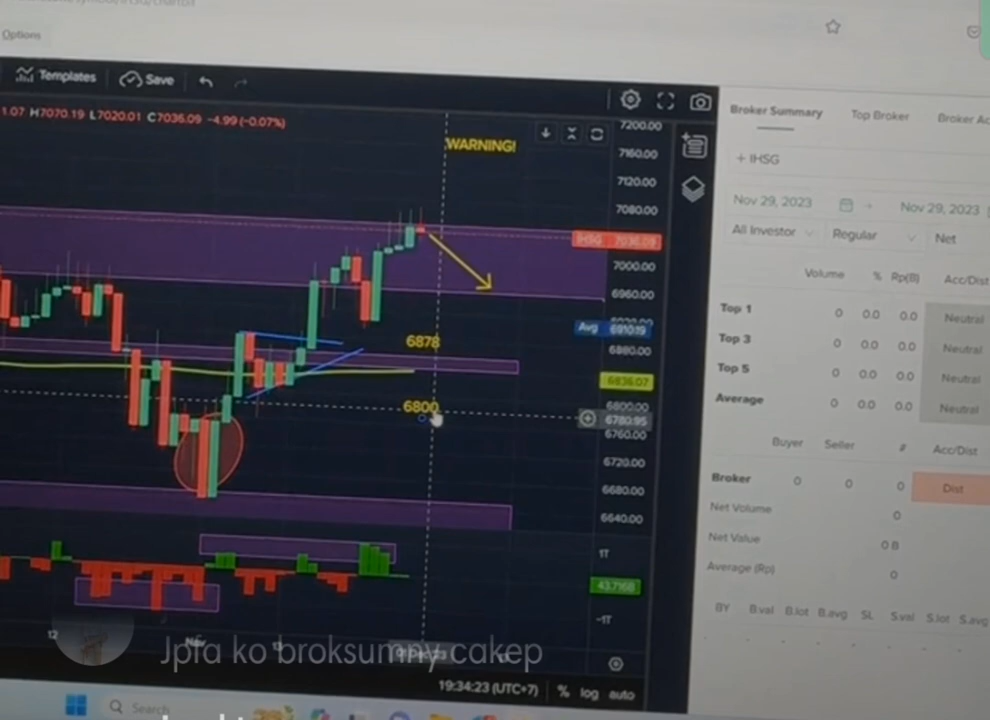 Options
Templates Save
H7070.19 L7020.01 C7036.09 -4.99 (-0.07%)
WARNING!
7200.00
7160.00
7120.00
7080.00
IHSG 7036.09
7000.00
6960.00
Avg 6910.19
6878
6880.00
6836.07
6800
6800.00
6780.95
6760.00
6720.00
6680.00
6640.00
1T
43.716B
-1T
12
Nov
19:34:23 (UTC+7) % log auto
Broker Summary Top Broker Broker Ac
+ IHSG
Nov 29, 2023 Nov 29, 2023
All Investor Regular Net
Volume % Rp(B) Acc/Dist
Top 1 0 0.0 0.0 Neutral
Top 3 0 0.0 0.0 Neutral
Top 5 0 0.0 0.0 Neutral
Average 0 0.0 0.0 Neutral
Buyer Seller # Acc/Dist
Broker 0 0 0 Dist
Net Volume 0
Net Value 0 B
Average (Rp) 0
BY B.val B.lot B.avg SL S.val S.lot S.avg
Jpfa ko broksummy cakep
Search